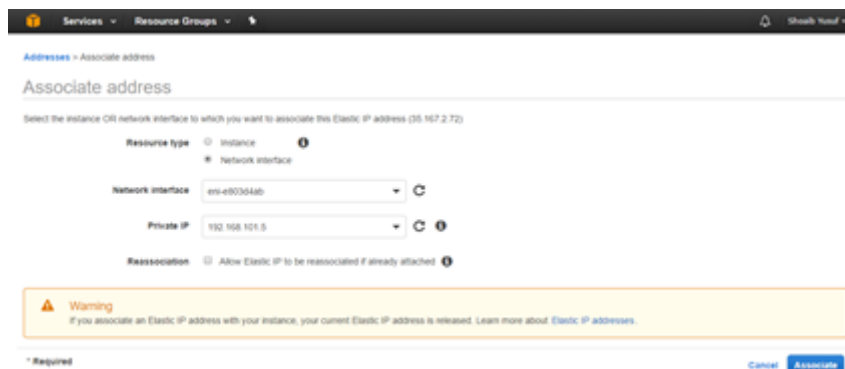 Services Resource Groups Shoaib Yusuf
Addresses > Associate address
Associate address
Select the instance OR network interface to which you want to associate this Elastic IP address (35.167.2.72)
Resource type Instance
Network interface
Network interface eni-e803d4ab
Private IP 192.168.101.5
Reassociation Allow Elastic IP to be reassociated if already attached
Warning
If you associate an Elastic IP address with your instance, your current Elastic IP address is released. Learn more about Elastic IP addresses.
* Required Cancel Associate